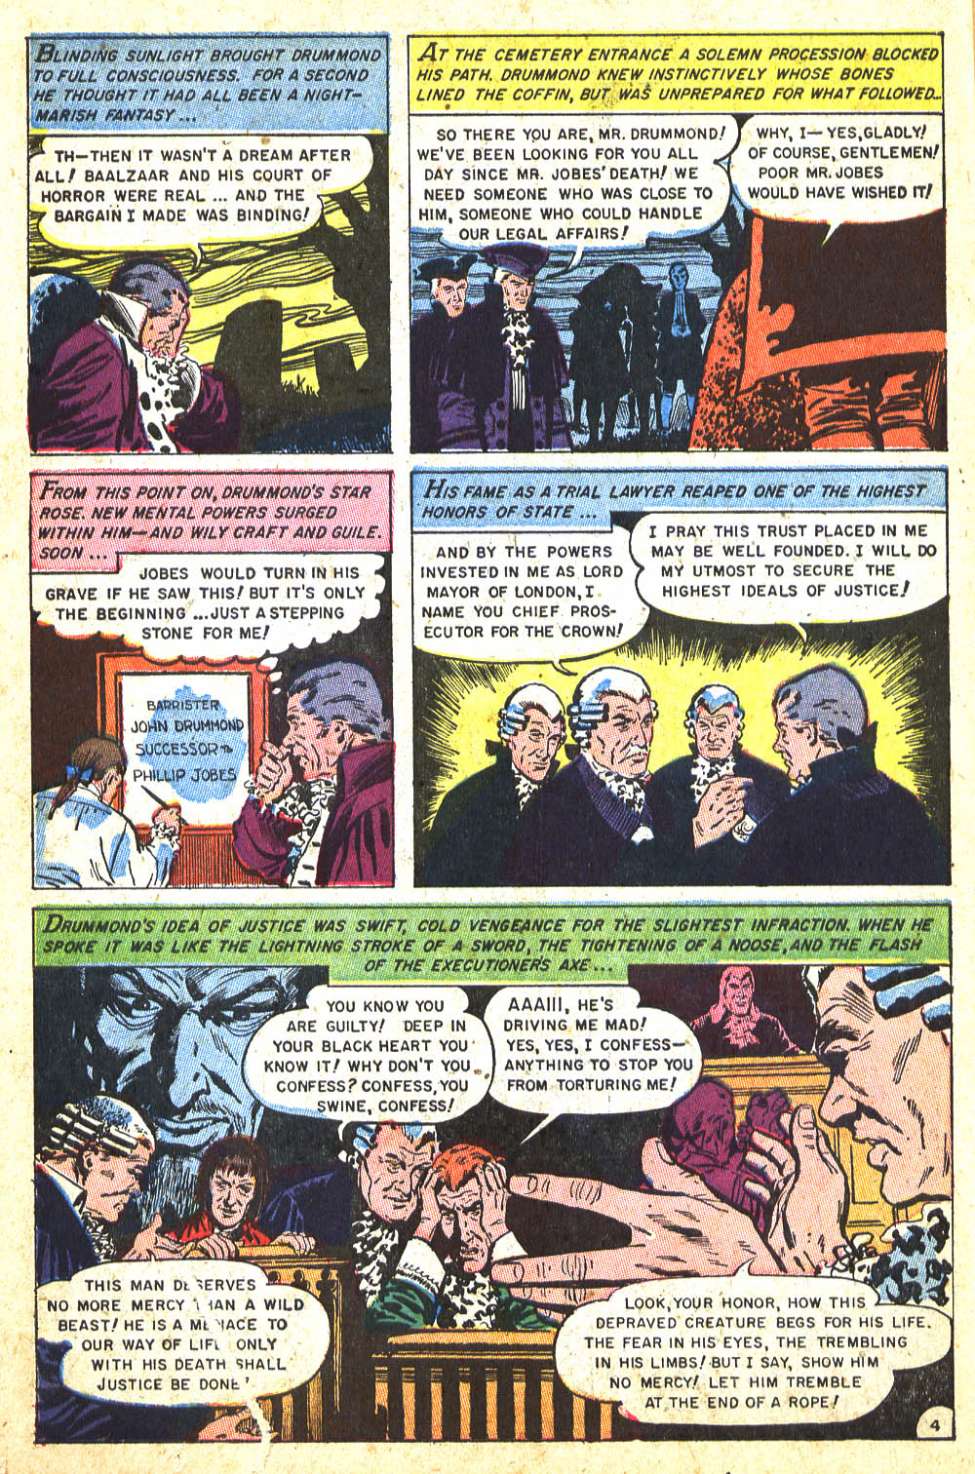 BLINDING SUNLIGHT BROUGHT DRUMMOND
TO FULL CONSCIOUSNESS. FOR A SECOND
HE THOUGHT IT HAD ALL BEEN A NIGHT-
MARISH FANTASY ...
TH-THEN IT WASN'T A DREAM AFTER
ALL! BAALZAAR AND HIS COURT OF
HORROR WERE REAL ... AND THE
BARGAIN I MADE WAS BINDING!
AT THE CEMETERY ENTRANCE A SOLEMN PROCESSION BLOCKED
HIS PATH. DRUMMOND KNEW INSTINCTIVELY WHOSE BONES
LINED THE COFFIN, BUT WAS UNPREPARED FOR WHAT FOLLOWED...
SO THERE YOU ARE, MR. DRUMMOND!
WE'VE BEEN LOOKING FOR YOU ALL
DAY SINCE MR. JOBES' DEATH! WE
NEED SOMEONE WHO WAS CLOSE TO
HIM, SOMEONE WHO COULD HANDLE
OUR LEGAL AFFAIRS!
WHY, I-YES, GLADLY!
OF COURSE, GENTLEMEN!
POOR MR. JOBES
WOULD HAVE WISHED IT!
FROM THIS POINT ON, DRUMMOND'S STAR
ROSE. NEW MENTAL POWERS SURGED
WITHIN HIM-AND WILY CRAFT AND GUILE.
SOON ...
JOBES WOULD TURN IN HIS
GRAVE IF HE SAW THIS! BUT IT'S ONLY
THE BEGINNING ... JUST A STEPPING
STONE FOR ME!
BARRISTER
JOHN DRUMMOND
SUCCESSOR TO
PHILLIP JOBES
HIS FAME AS A TRIAL LAWYER REAPED ONE OF THE HIGHEST
HONORS OF STATE ...
AND BY THE POWERS
INVESTED IN ME AS LORD
MAYOR OF LONDON, I
NAME YOU CHIEF PROS-
ECUTOR FOR THE CROWN!
I PRAY THIS TRUST PLACED IN ME
MAY BE WELL FOUNDED. I WILL DO
MY UTMOST TO SECURE THE
HIGHEST IDEALS OF JUSTICE!
DRUMMOND'S IDEA OF JUSTICE WAS SWIFT, COLD VENGEANCE FOR THE SLIGHTEST INFRACTION. WHEN HE
SPOKE IT WAS LIKE THE LIGHTNING STROKE OF A SWORD, THE TIGHTENING OF A NOOSE, AND THE FLASH
OF THE EXECUTIONER'S AXE ...
YOU KNOW YOU
ARE GUILTY! DEEP IN
YOUR BLACK HEART YOU
KNOW IT! WHY DON'T YOU
CONFESS? CONFESS, YOU
SWINE, CONFESS!
AAAIII, HE'S
DRIVING ME MAD!
YES, YES, I CONFESS-
ANYTHING TO STOP YOU
FROM TORTURING ME!
THIS MAN DESERVES
NO MORE MERCY THAN A WILD
BEAST! HE IS A MENACE TO
OUR WAY OF LIFE ONLY
WITH HIS DEATH SHALL
JUSTICE BE DONE!
LOOK, YOUR HONOR, HOW THIS
DEPRAVED CREATURE BEGS FOR HIS LIFE.
THE FEAR IN HIS EYES, THE TREMBLING
IN HIS LIMBS! BUT I SAY, SHOW HIM
NO MERCY! LET HIM TREMBLE
AT THE END OF A ROPE!
4